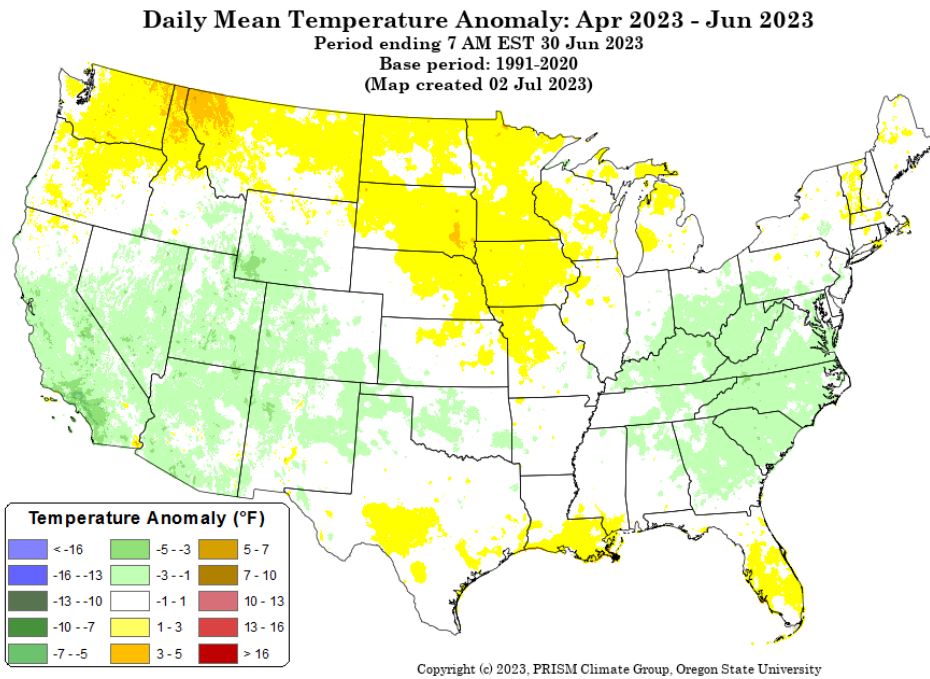 Daily Mean Temperature Anomaly: Apr 2023 - Jun 2023
Period ending 7 AM EST 30 Jun 2023
Base period: 1991-2020
(Map created 02 Jul 2023)
Temperature Anomaly (°F)
< -16
-16 - -13
-13 - -10
-10 - -7
-7 - -5
-5 - -3
-3 - -1
-1 - 1
1 - 3
3 - 5
5 - 7
7 - 10
10 - 13
13 - 16
> 16
Copyright (c) 2023, PRISM Climate Group, Oregon State University